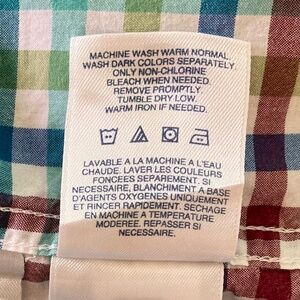 MACHINE WASH WARM NORMAL
WASH DARK COLORS SEPARATELY.
ONLY NON-CHLORINE
BLEACH WHEN NEEDED.
REMOVE PROMPTLY.
TUMBLE DRY LOW.
WARM IRON IF NEEDED.
LAVABLE A LA MACHINE A L'EAU
CHAUDE. LAVER LES COULEURS
FONCEES SEPAREMENT. SI
NECESSAIRE, BLANCHIMENT A BASE
D'AGENTS OXYGENES UNIQUEMENT
ET RINCER RAPIDEMENT. SECHAGE
EN MACHINE A TEMPERATURE
MODEREE. REPASSER SI
NECESSAIRE.